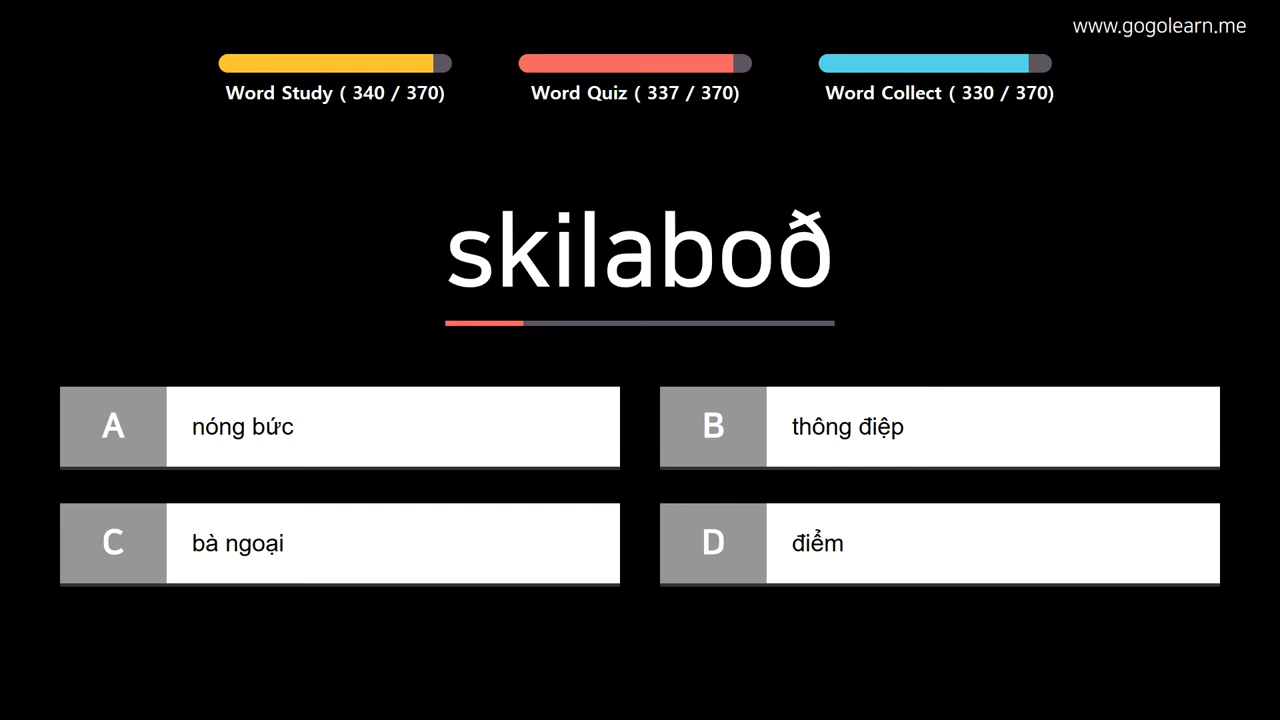 www.gogolearn.me
Word Study ( 340 / 370)
Word Quiz ( 337 / 370)
Word Collect ( 330 / 370)
skilaboð
A nóng bức
B thông điệp
C bà ngoại
D điểm